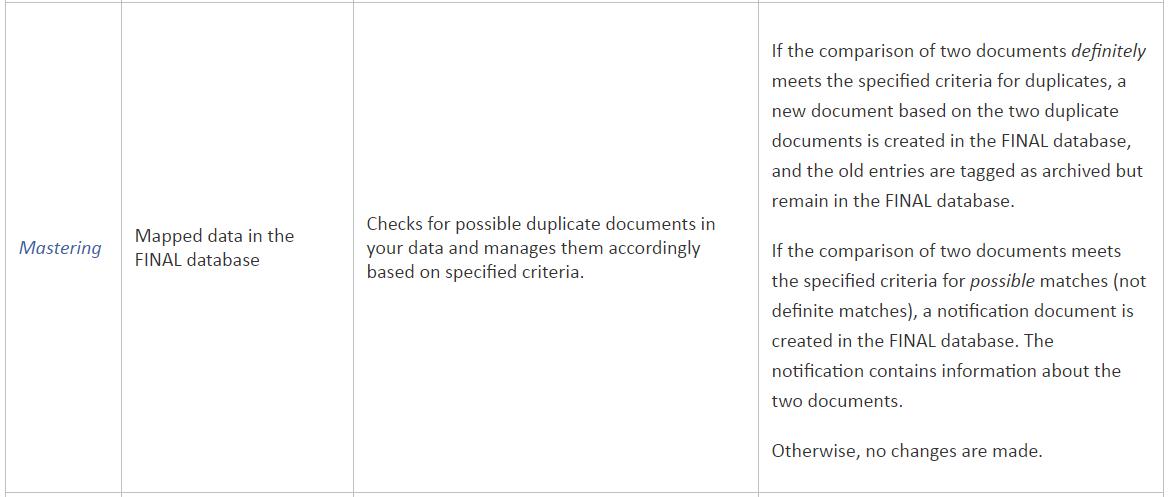 Mastering
Mapped data in the
FINAL database
Checks for possible duplicate documents in
your data and manages them accordingly
based on specified criteria.
If the comparison of two documents definitely
meets the specified criteria for duplicates, a
new document based on the two duplicate
documents is created in the FINAL database,
and the old entries are tagged as archived but
remain in the FINAL database.
If the comparison of two documents meets
the specified criteria for possible matches (not
definite matches), a notification document is
created in the FINAL database. The
notification contains information about the
two documents.
Otherwise, no changes are made.